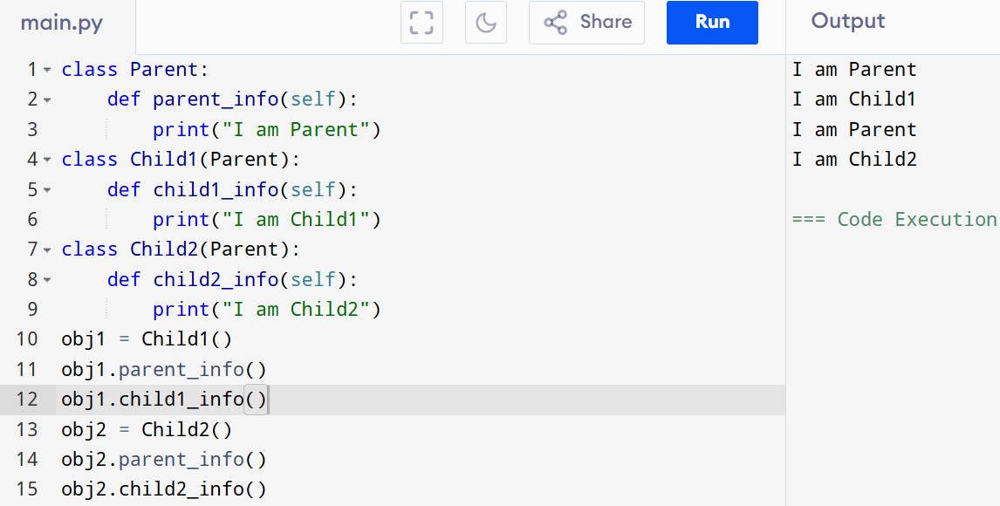 main.py Share Run Output
1 class Parent:
2     def parent_info(self):
3         print("I am Parent")
4 class Child1(Parent):
5     def child1_info(self):
6         print("I am Child1")
7 class Child2(Parent):
8     def child2_info(self):
9         print("I am Child2")
10 obj1 = Child1()
11 obj1.parent_info()
12 obj1.child1_info()
13 obj2 = Child2()
14 obj2.parent_info()
15 obj2.child2_info()
I am Parent
I am Child1
I am Parent
I am Child2
=== Code Execution